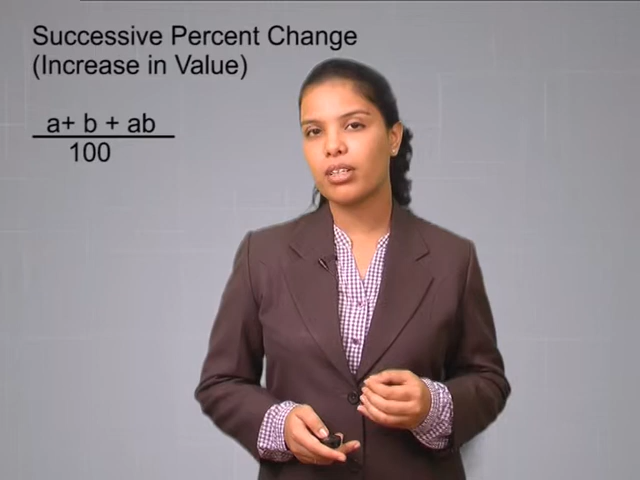 Successive Percent Change
(Increase in Value)
a+ b + ab
100